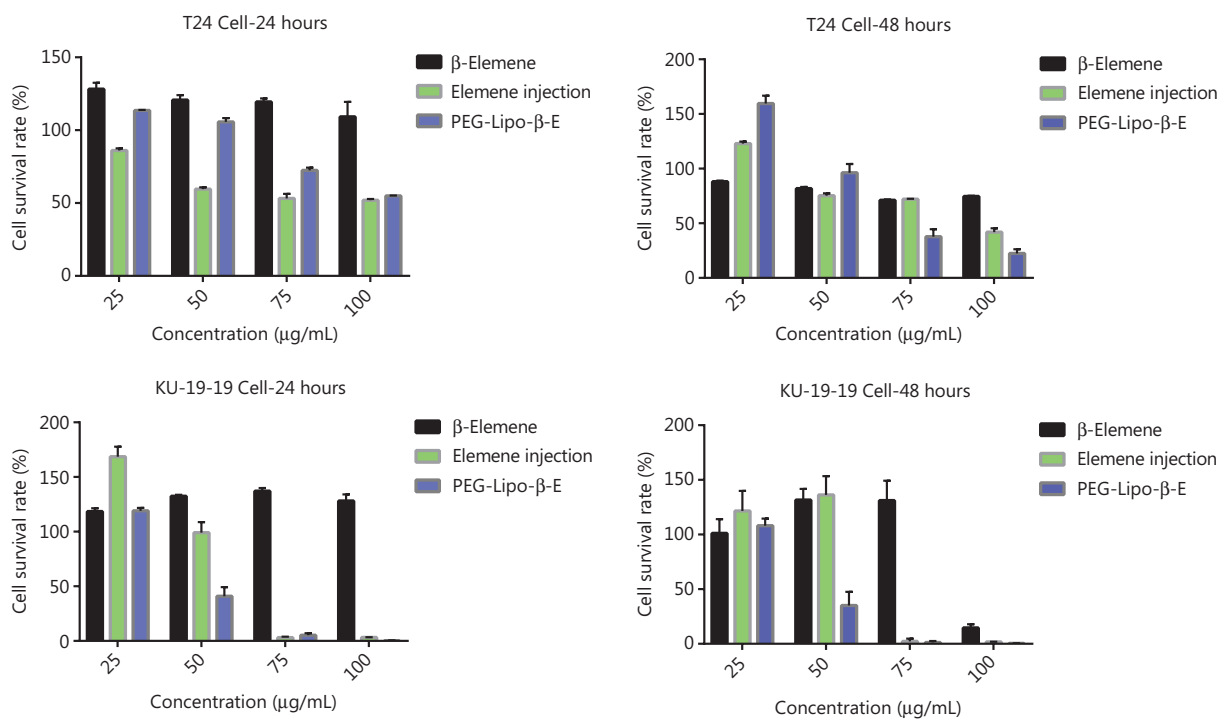 T24 Cell-24 hours
Cell survival rate (%)
150
100
50
0
25
50
75
100
Concentration (μg/mL)
β-Elemene
Elemene injection
PEG-Lipo-β-E
T24 Cell-48 hours
Cell survival rate (%)
200
150
100
50
0
25
50
75
100
Concentration (μg/mL)
β-Elemene
Elemene injection
PEG-Lipo-β-E
KU-19-19 Cell-24 hours
Cell survival rate (%)
200
150
100
50
0
25
50
75
100
Concentration (μg/mL)
β-Elemene
Elemene injection
PEG-Lipo-β-E
KU-19-19 Cell-48 hours
Cell survival rate (%)
200
150
100
50
0
25
50
75
100
Concentration (μg/mL)
β-Elemene
Elemene injection
PEG-Lipo-β-E